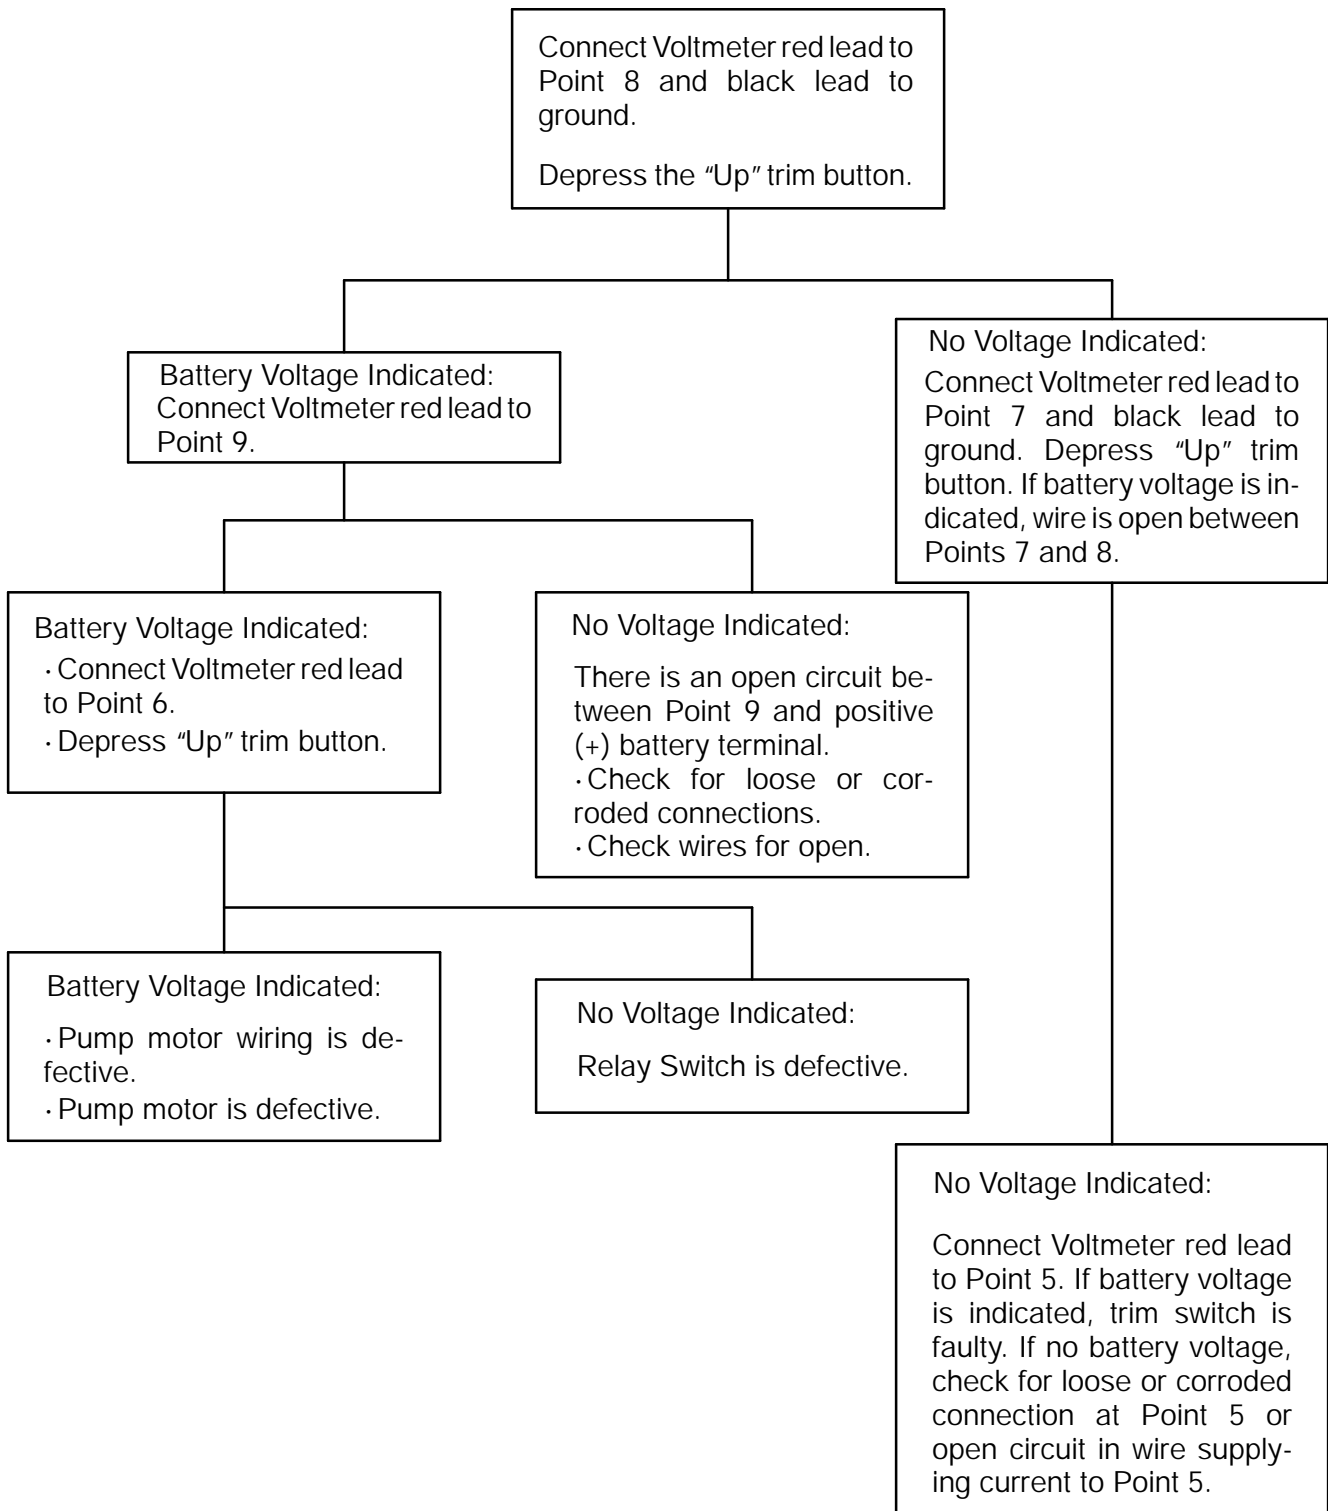 Connect Voltmeter red lead to
Point 8 and black lead to
ground.
Depress the “Up” trim button.
Battery Voltage Indicated:
Connect Voltmeter red lead to
Point 9.
No Voltage Indicated:
Connect Voltmeter red lead to
Point 7 and black lead to
ground. Depress “Up” trim
button. If battery voltage is in-
dicated, wire is open between
Points 7 and 8.
Battery Voltage Indicated:
· Connect Voltmeter red lead
to Point 6.
· Depress “Up” trim button.
No Voltage Indicated:
There is an open circuit be-
tween Point 9 and positive
(+) battery terminal.
· Check for loose or cor-
roded connections.
· Check wires for open.
Battery Voltage Indicated:
· Pump motor wiring is de-
fective.
· Pump motor is defective.
No Voltage Indicated:
Relay Switch is defective.
No Voltage Indicated:
Connect Voltmeter red lead
to Point 5. If battery voltage
is indicated, trim switch is
faulty. If no battery voltage,
check for loose or corroded
connection at Point 5 or
open circuit in wire supply-
ing current to Point 5.